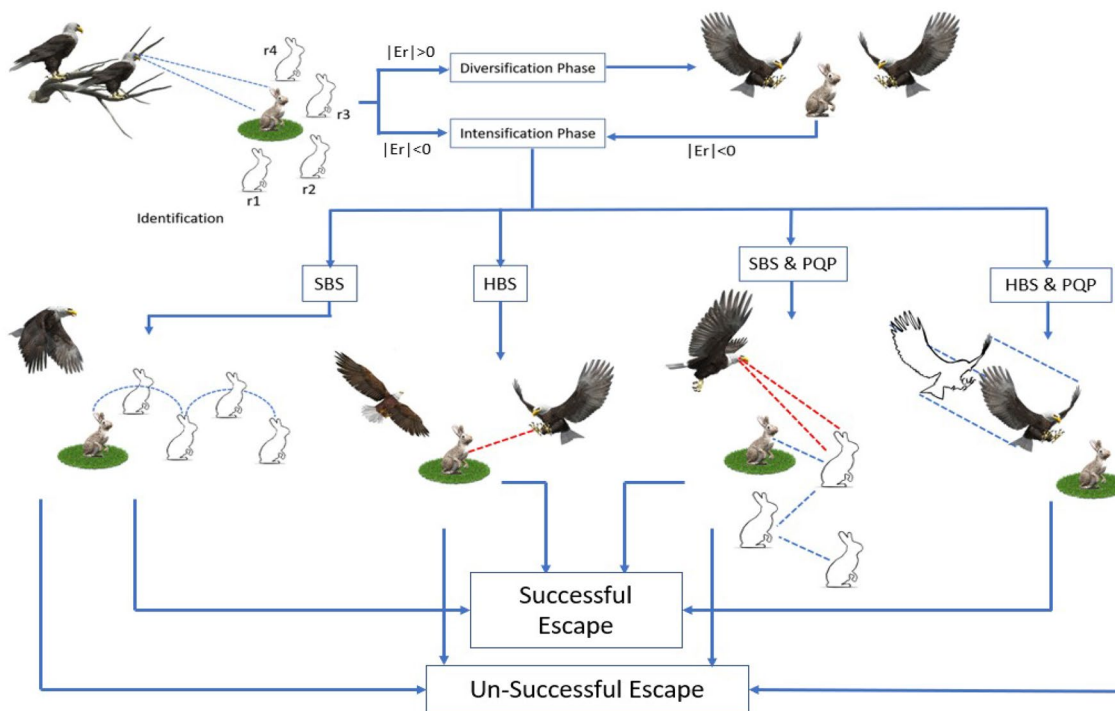 r4
|Er|>0
Diversification Phase
r3
Intensification Phase
|Er|<0
|Er|<0
r2
r1
Identification
SBS
HBS
SBS & PQP
HBS & PQP
Successful
Escape
Un-Successful Escape